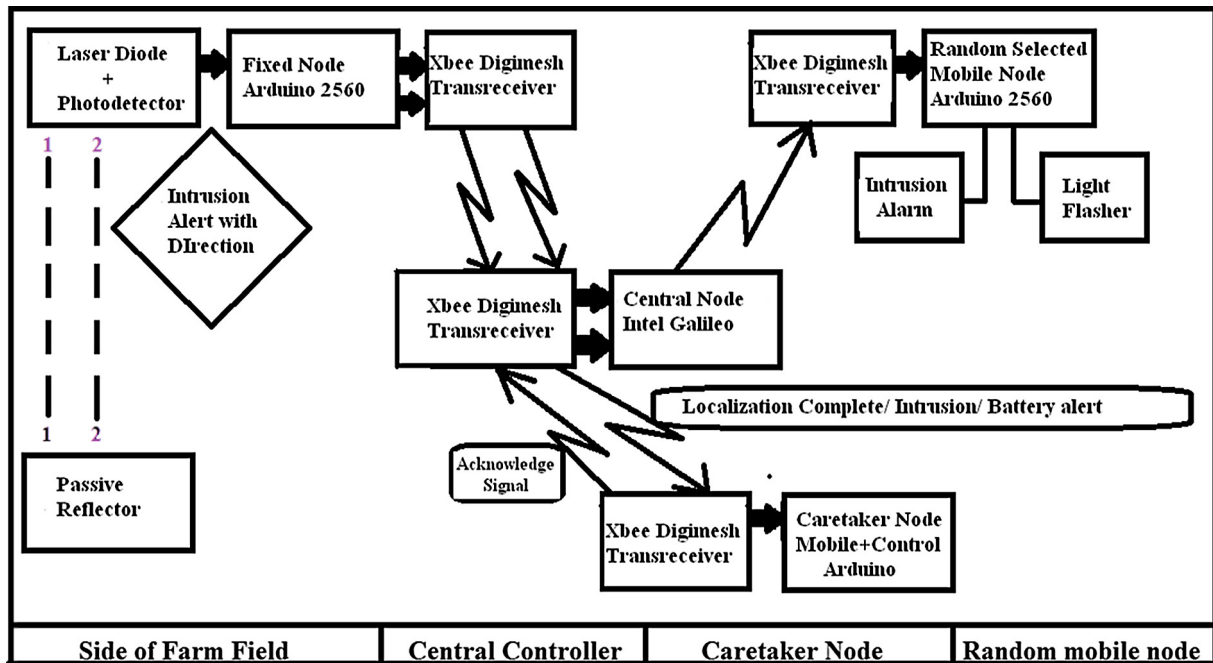 Laser Diode
+
Photodetector
Fixed Node
Arduino 2560
Xbee Digimesh
Transreceiver
Xbee Digimesh
Transreceiver
Random Selected
Mobile Node
Arduino 2560
1 2
Intrusion
Alert with
DIrection
Intrusion
Alarm
Light
Flasher
Xbee Digimesh
Transreceiver
Central Node
Intel Galileo
Localization Complete/ Intrusion/ Battery alert
1 2
Acknowledge
Signal
Passive
Reflector
Xbee Digimesh
Transreceiver
Caretaker Node
Mobile+Control
Arduino
Side of Farm Field
Central Controller
Caretaker Node
Random mobile node